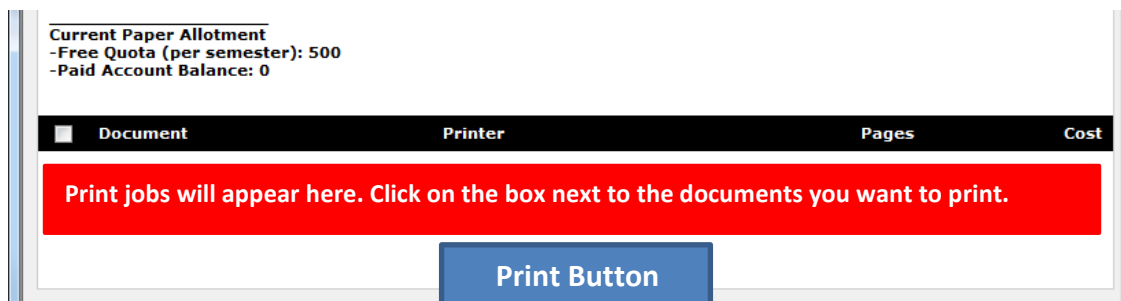 Current Paper Allotment
-Free Quota (per semester): 500
-Paid Account Balance: 0
Document Printer Pages Cost
Print jobs will appear here. Click on the box next to the documents you want to print.
Print Button